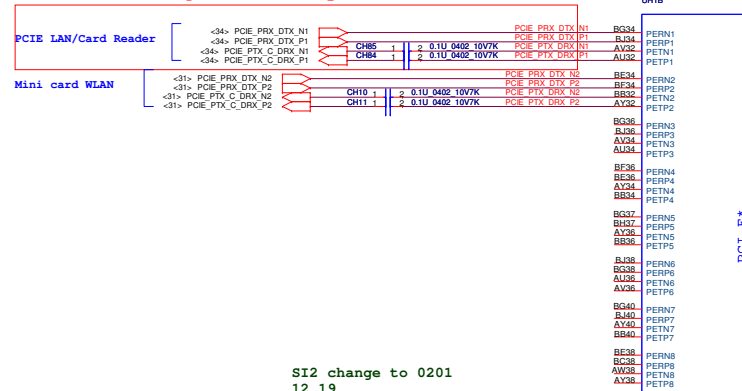 UH1B
PCIE LAN/Card Reader
<34> PCIE_PRX_DTX_N1 PCIE_PRX_DTX_N1 BG34 PERN1
<34> PCIE_PRX_DTX_P1 PCIE_PRX_DTX_P1 BJ34 PERP1
<34> PCIE_PTX_C_DRX_N1 CH85 1 2 0.1U_0402_10V7K PCIE_PTX_DRX_N1 AV32 PETN1
<34> PCIE_PTX_C_DRX_P1 CH84 1 2 0.1U_0402_10V7K PCIE_PTX_DRX_P1 AU32 PETP1
Mini card WLAN
<31> PCIE_PRX_DTX_N2 PCIE_PRX_DTX_N2 BE34 PERN2
<31> PCIE_PRX_DTX_P2 PCIE_PRX_DTX_P2 BF34 PERP2
<31> PCIE_PTX_C_DRX_N2 CH10 1 2 0.1U_0402_10V7K PCIE_PTX_DRX_N2 BB32 PETN2
<31> PCIE_PTX_C_DRX_P2 CH11 1 2 0.1U_0402_10V7K PCIE_PTX_DRX_P2 AY32 PETP2
BG36 PERN3
BJ36 PERP3
AV34 PETN3
AU34 PETP3
BF36 PERN4
BE36 PERP4
AY34 PETN4
BB34 PETP4
BG37 PERN5
BH37 PERP5
AY36 PETN5
BB36 PETP5
PCI-E*
BJ38 PERN6
BG38 PERP6
AU36 PETN6
AV36 PETP6
BG40 PERN7
BJ40 PERP7
AY40 PETN7
BB40 PETP7
BE38 PERN8
BC38 PERP8
AW38 PETN8
AY38 PETP8
SI2 change to 0201
12 19